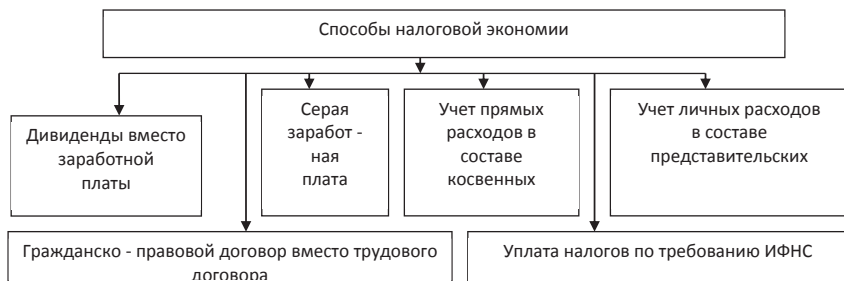 Способы налоговой экономии
Дивиденды вместо
заработной
платы
Серая
заработ - 
ная
плата
Учет прямых
расходов в
составе
косвенных
Учет личных расходов
в составе
представительских
Гражданско - правовой договор вместо трудового
договора
Уплата налогов по требованию ИФНС